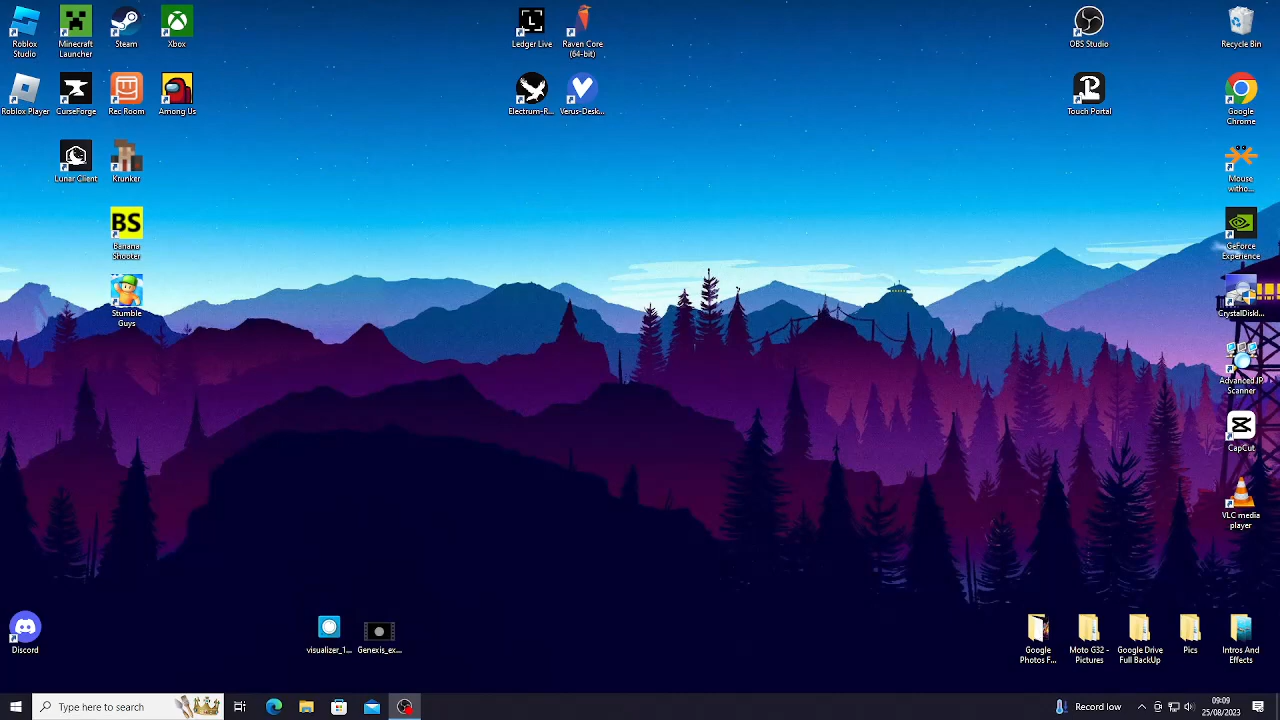 Roblox
Studio
Minecraft
Launcher
Steam
Xbox
L
Ledger Live
Raven Core
(64-bit)
OBS Studio
Recycle Bin
Roblox Player
CurseForge
Rec Room
Among Us
Electrum-R...
Verus-Desk...
Touch Portal
Google
Chrome
Lunar Client
Krunker
Mouse
witho...
BS
Banana
Shooter
GeForce
Experience
Stumble
Guys
CrystalDiskI...
Advanced IP
Scanner
CapCut
VLC media
player
Discord
visualizer_1...
Genexis_ex...
Google
Photos F...
Moto G32 -
Pictures
Google Drive
Full BackUp
Pics
Intros And
Effects
Type here to search
Record low
09:09
25/08/2023